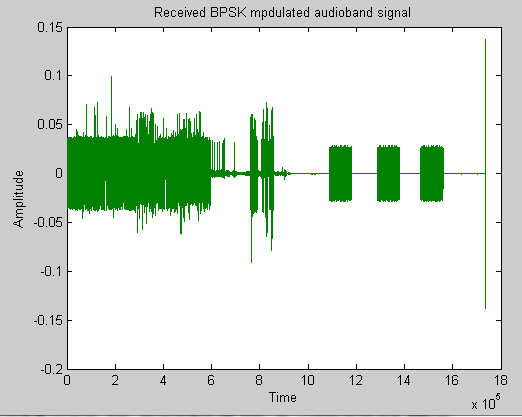 Received BPSK mpdulated audioband signal
0.15
0.1
0.05
0
-0.05
-0.1
-0.15
-0.2
Amplitude
0 2 4 6 8 10 12 14 16 18
Time
x 10^5